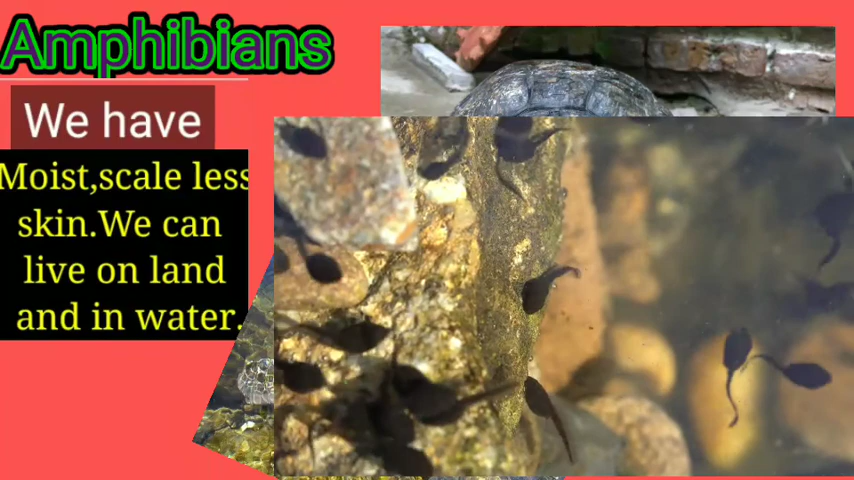 Amphibians
We have
Moist,scale less
skin.We can
live on land
and in water.